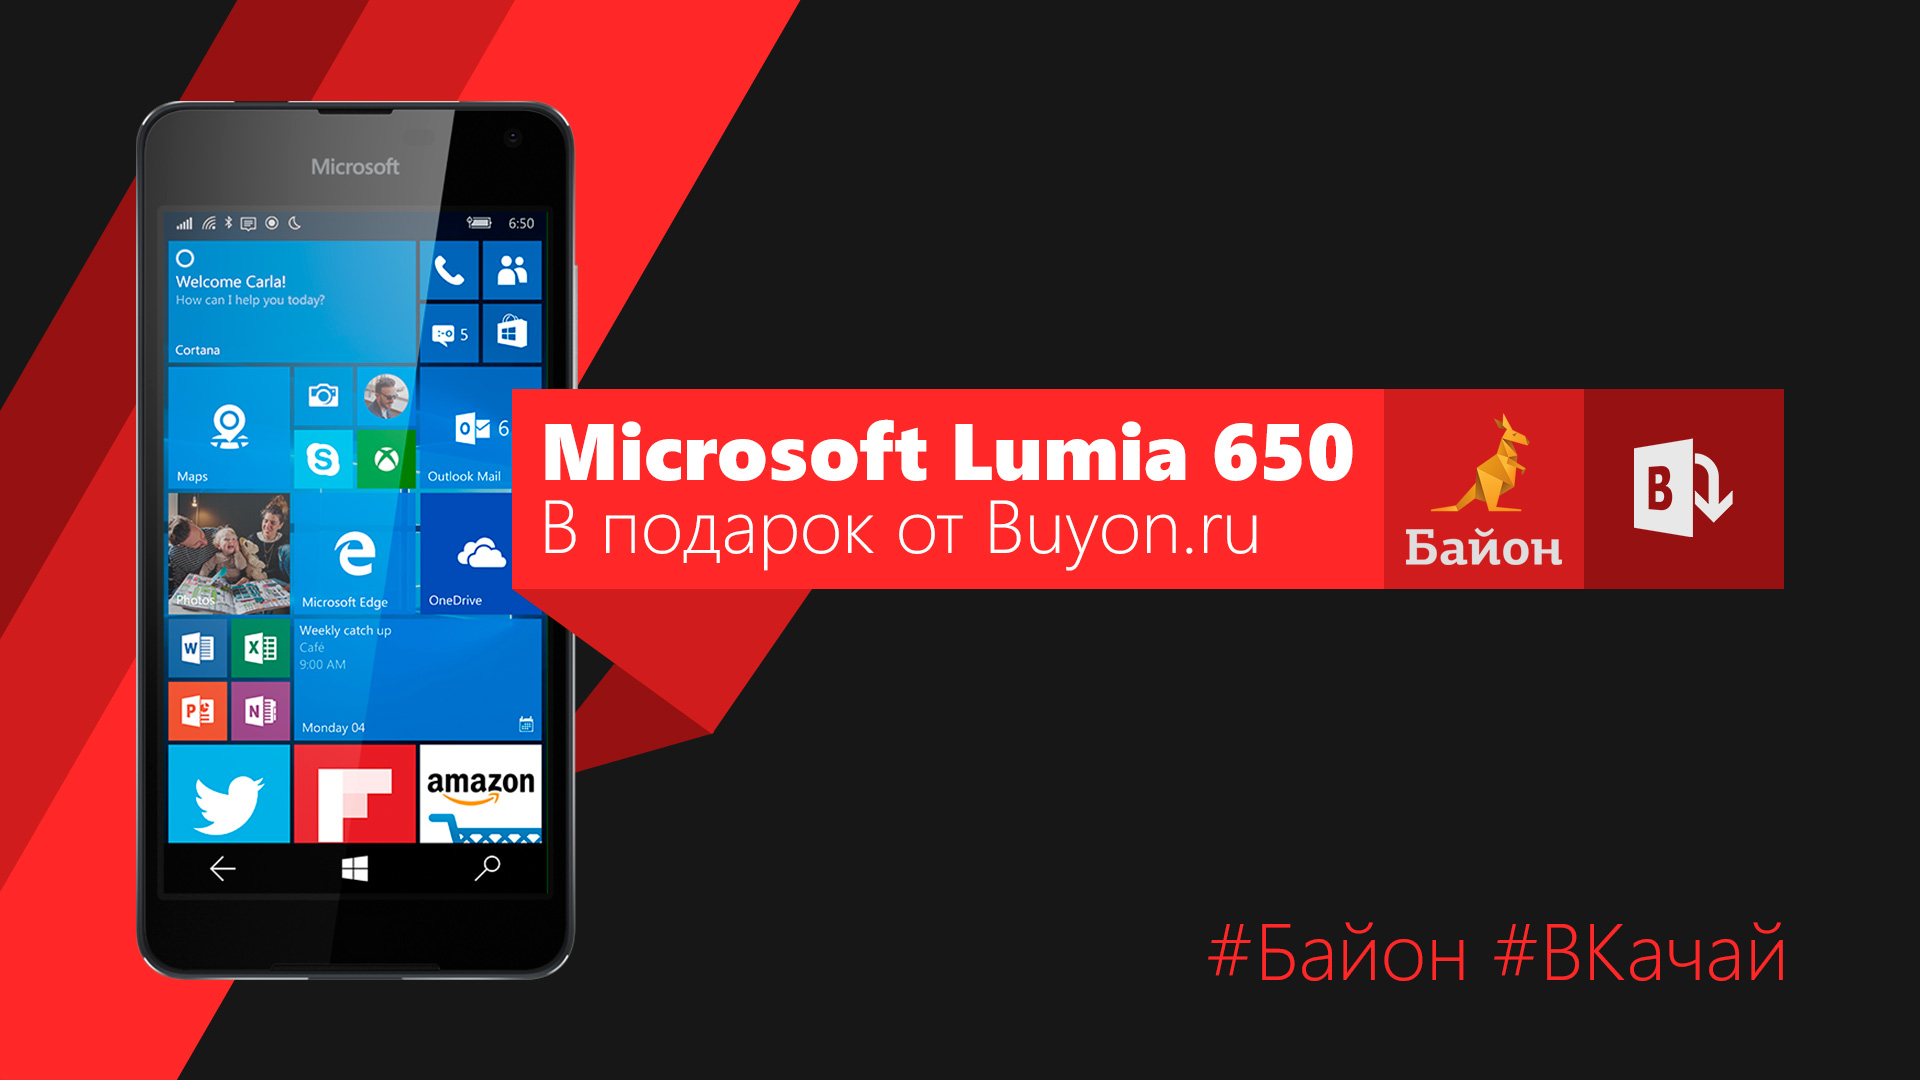 Microsoft
6:50
Welcome Carla!
How can I help you today?
Cortana
:-o 5
Maps
S
O 6
Outlook Mail
Photos
e
Microsoft Edge
OneDrive
W
X
Weekly catch up
Cafe
9:00 AM
P
N
Monday 04
F
amazon
Microsoft Lumia 650
В подарок от Buyon.ru
Байон
В
#Байон #ВКачай